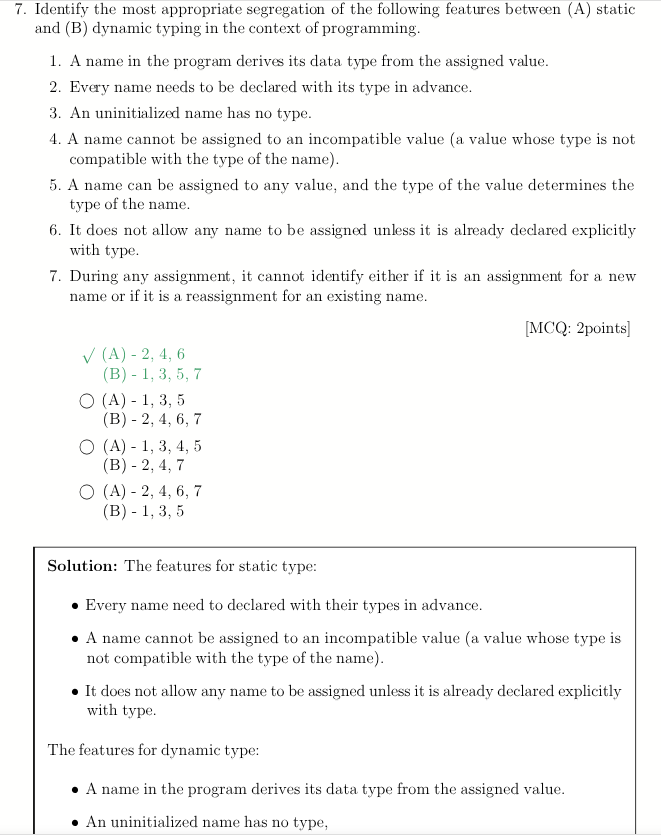 7. Identify the most appropriate segregation of the following features between (A) static
and (B) dynamic typing in the context of programming.
1. A name in the program derives its data type from the assigned value.
2. Every name needs to be declared with its type in advance.
3. An uninitialized name has no type.
4. A name cannot be assigned to an incompatible value (a value whose type is not
compatible with the type of the name).
5. A name can be assigned to any value, and the type of the value determines the
type of the name.
6. It does not allow any name to be assigned unless it is already declared explicitly
with type.
7. During any assignment, it cannot identify either if it is an assignment for a new
name or if it is a reassignment for an existing name.
[MCQ: 2points]
√ (A) - 2, 4, 6
(B) - 1, 3, 5, 7
○ (A) - 1, 3, 5
(B) - 2, 4, 6, 7
○ (A) - 1, 3, 4, 5
(B) - 2, 4, 7
○ (A) - 2, 4, 6, 7
(B) - 1, 3, 5
Solution: The features for static type:
• Every name need to declared with their types in advance.
• A name cannot be assigned to an incompatible value (a value whose type is
not compatible with the type of the name).
• It does not allow any name to be assigned unless it is already declared explicitly
with type.
The features for dynamic type:
• A name in the program derives its data type from the assigned value.
• An uninitialized name has no type,